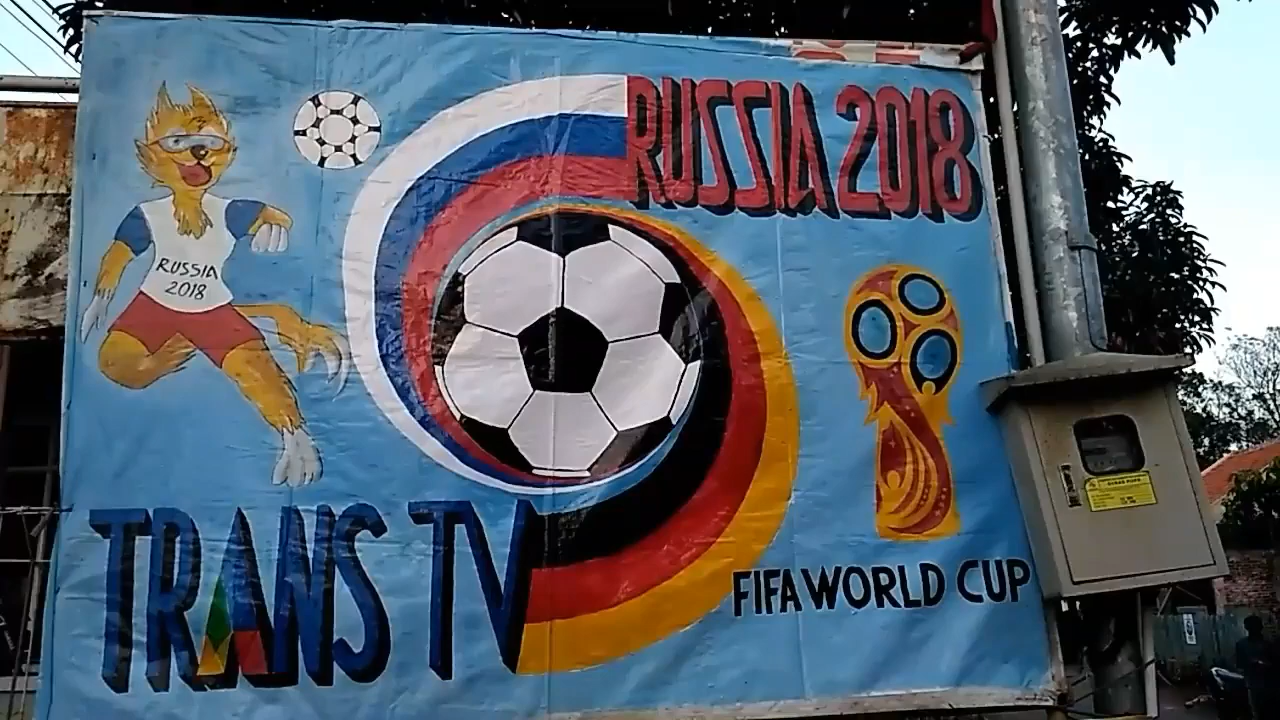 RUSSIA 2018
RUSSIA
2018
TRANS TV
FIFA WORLD CUP